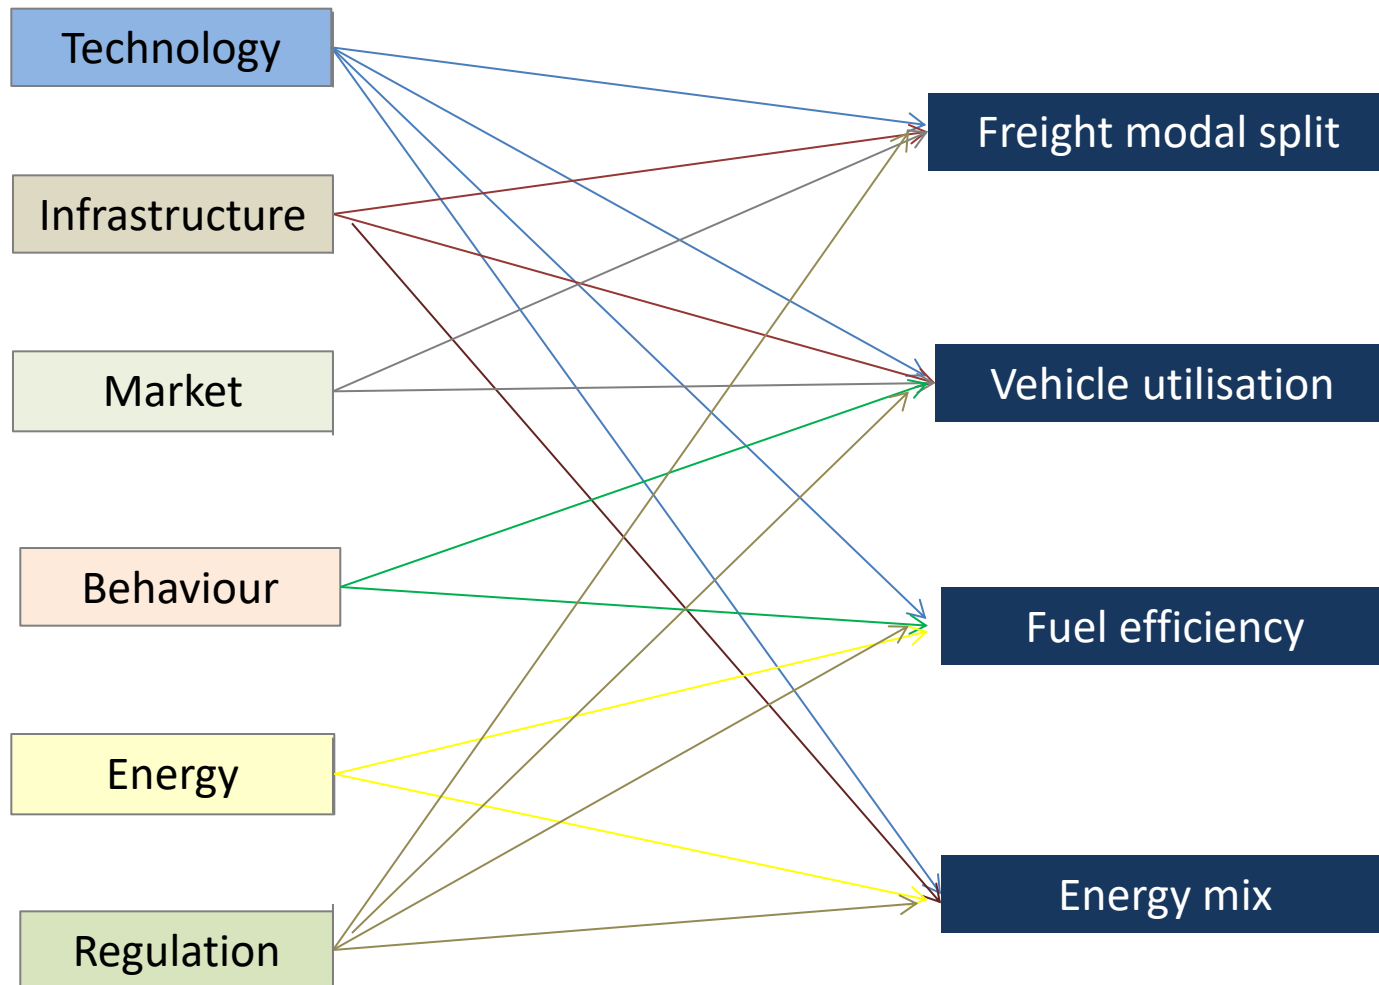 Technology
Infrastructure
Market
Behaviour
Energy
Regulation
Freight modal split
Vehicle utilisation
Fuel efficiency
Energy mix